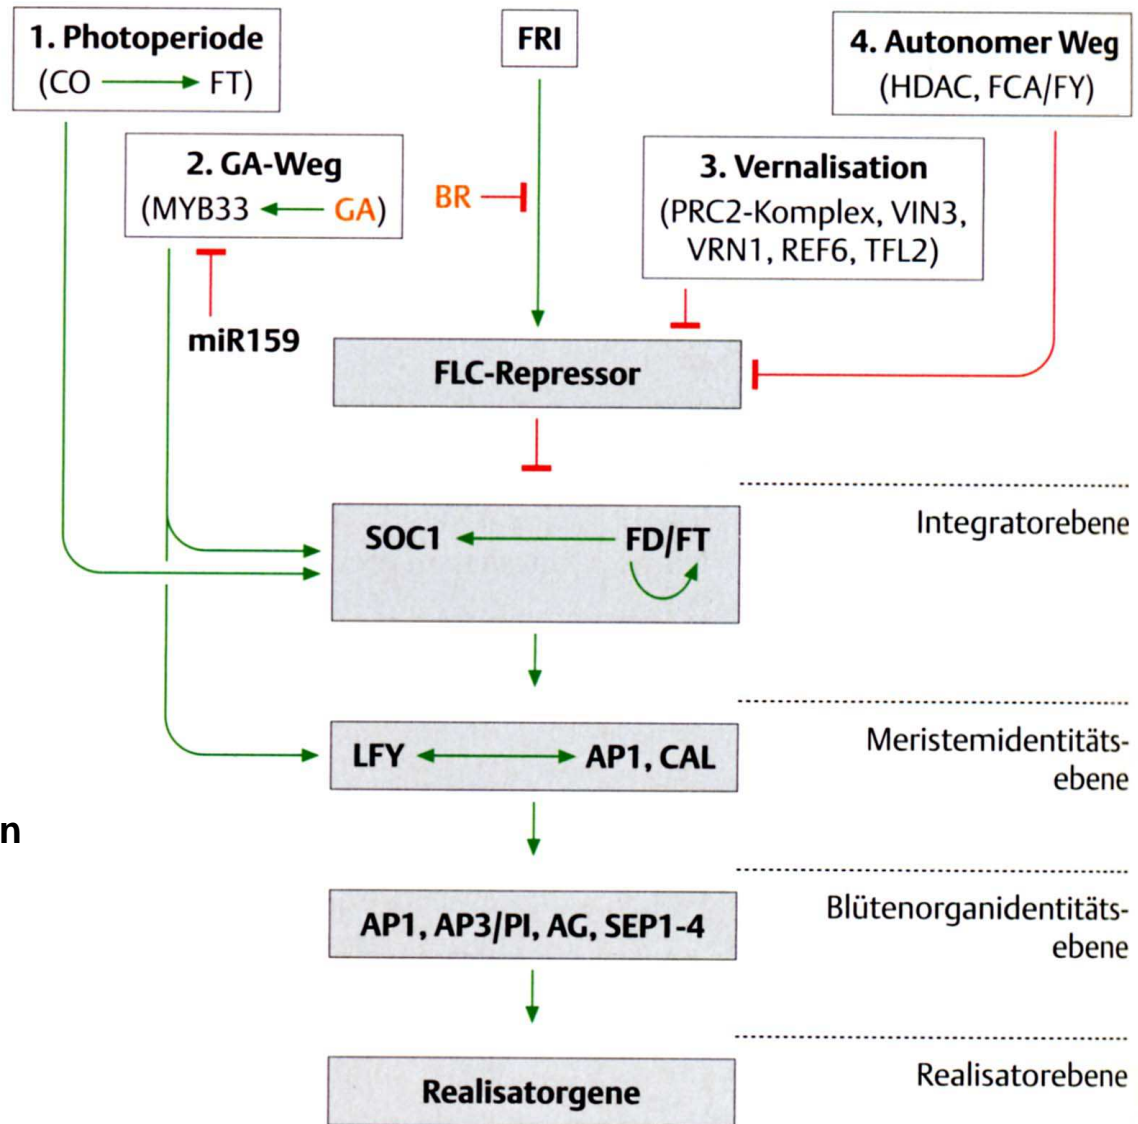 1. Photoperiode
(CO FT)
FRI
4. Autonomer Weg
(HDAC, FCA/FY)
2. GA-Weg
(MYB33 GA)
BR
3. Vernalisation
(PRC2-Komplex, VIN3,
VRN1, REF6, TFL2)
miR159
FLC-Repressor
Integratorebene
SOC1 FD/FT
Meristemidentitäts-
ebene
LFY AP1, CAL
n
Blütenorganidentitäts-
ebene
AP1, AP3/PI, AG, SEP1-4
Realisatorebene
Realisatorgene